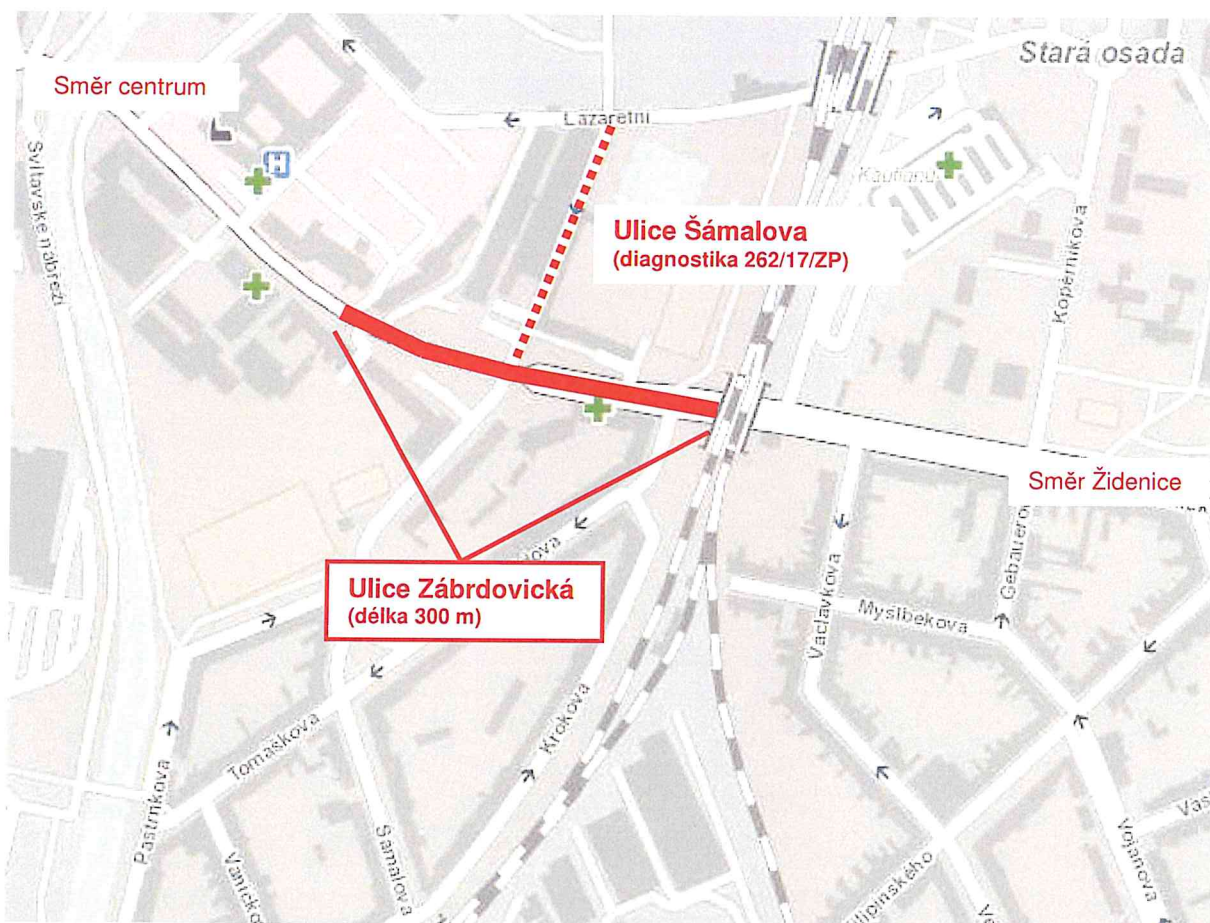 Stará osada
Směr centrum
Lazaretní
Svitavské nábřeží
Ulice Šámalova
(diagnostika 262/17/ZP)
Koperníkova
Směr Židenice
Gebauerov
Ulice Zábrdovická
(délka 300 m)
Václavkova
Myslbekova
Krokova
Tomáškova
Pastrnkova
Šámalova
Vojanova